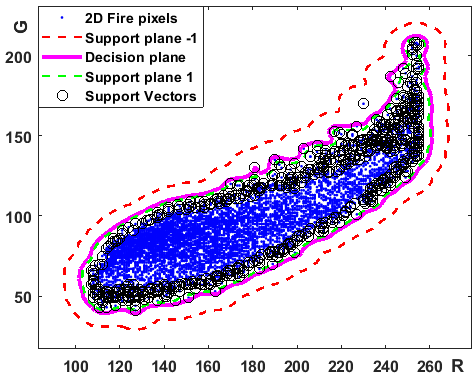 G
2D Fire pixels
Support plane -1
Decision plane
Support plane 1
Support Vectors
200
150
100
50
100 120 140 160 180 200 220 240 260 R